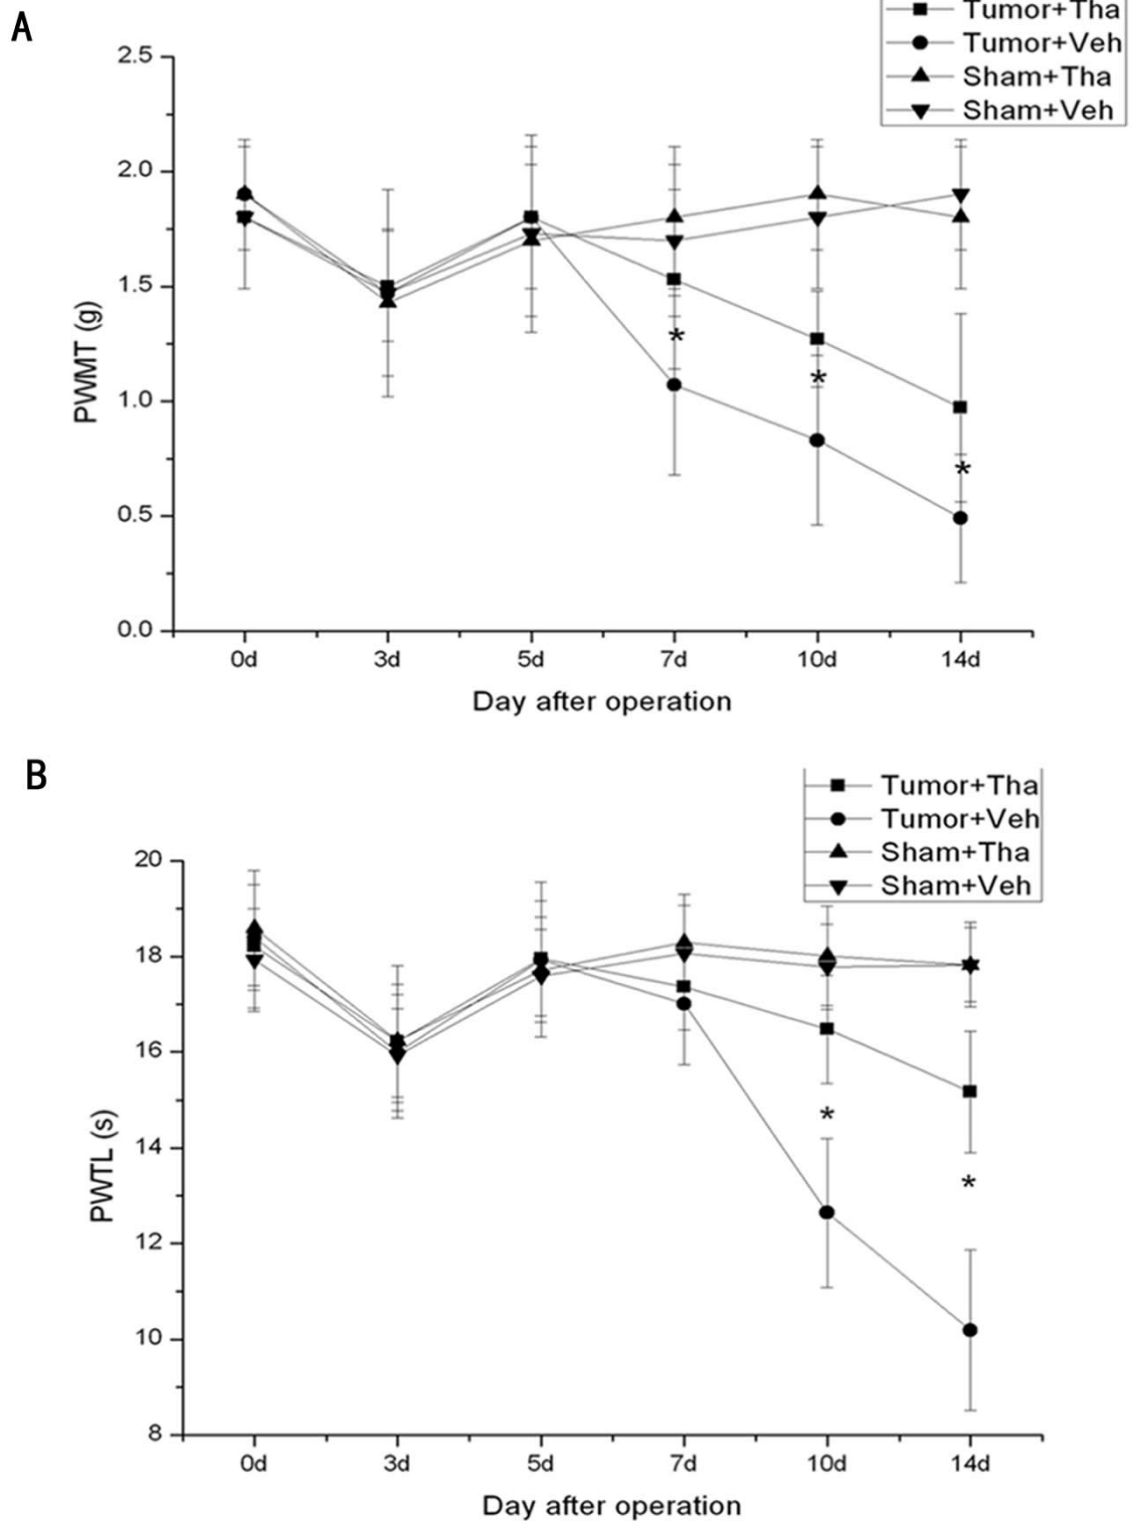 A
Tumor+Tha
Tumor+Veh
Sham+Tha
Sham+Veh
2.5
2.0
1.5
1.0
0.5
0.0
PWMT (g)
*
*
*
0d 3d 5d 7d 10d 14d
Day after operation
B
Tumor+Tha
Tumor+Veh
Sham+Tha
Sham+Veh
20
18
16
14
12
10
8
PWTL (s)
*
*
0d 3d 5d 7d 10d 14d
Day after operation